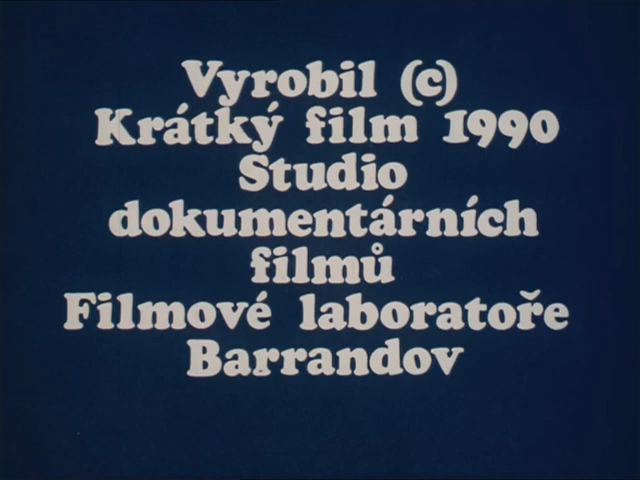 Vyrobil (c)
Krátký film 1990
Studio
dokumentárních
filmů
Filmové laboratoře
Barrandov